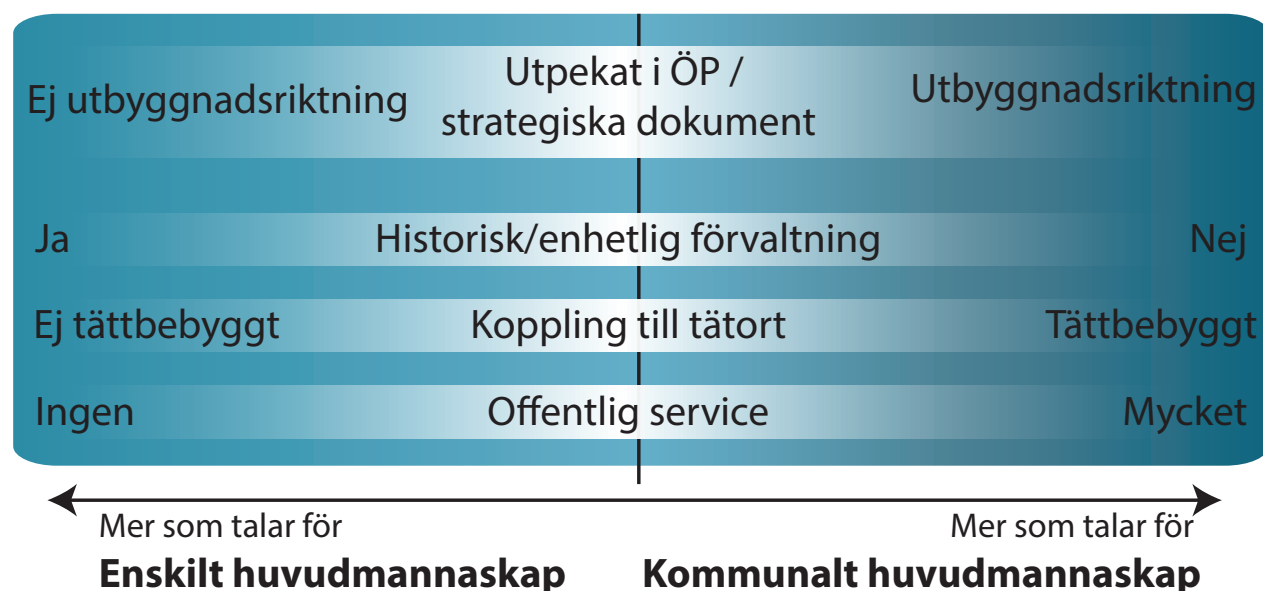 Ej utbyggnadsriktning
Utpekat i ÖP /
strategiska dokument
Utbyggnadsriktning
Ja
Historisk/enhetlig förvaltning
Nej
Ej tättbebyggt
Koppling till tätort
Tättbebyggt
Ingen
Offentlig service
Mycket
Mer som talar för
Enskilt huvudmannaskap
Mer som talar för
Kommunalt huvudmannaskap